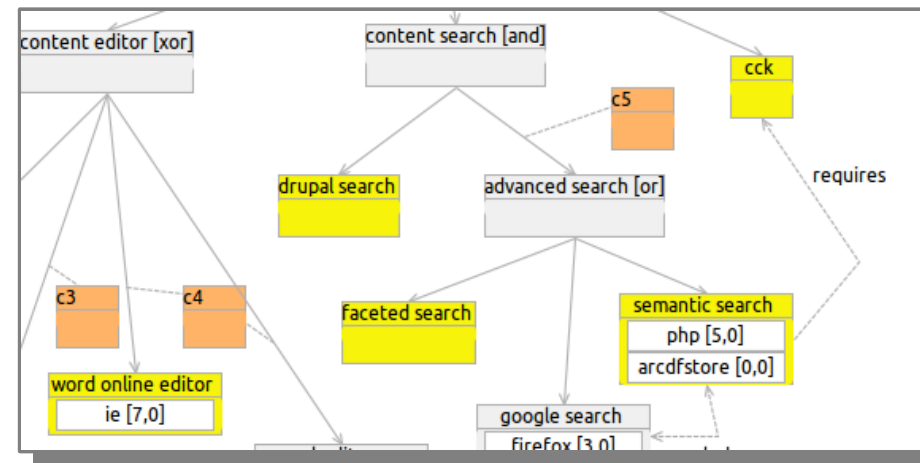 content editor [xor]
content search [and]
cck
c5
requires
drupal search
advanced search [or]
c3
c4
faceted search
semantic search
php [5,0]
arcdfstore [0,0]
word online editor
ie [7,0]
google search
firefox [3,0]